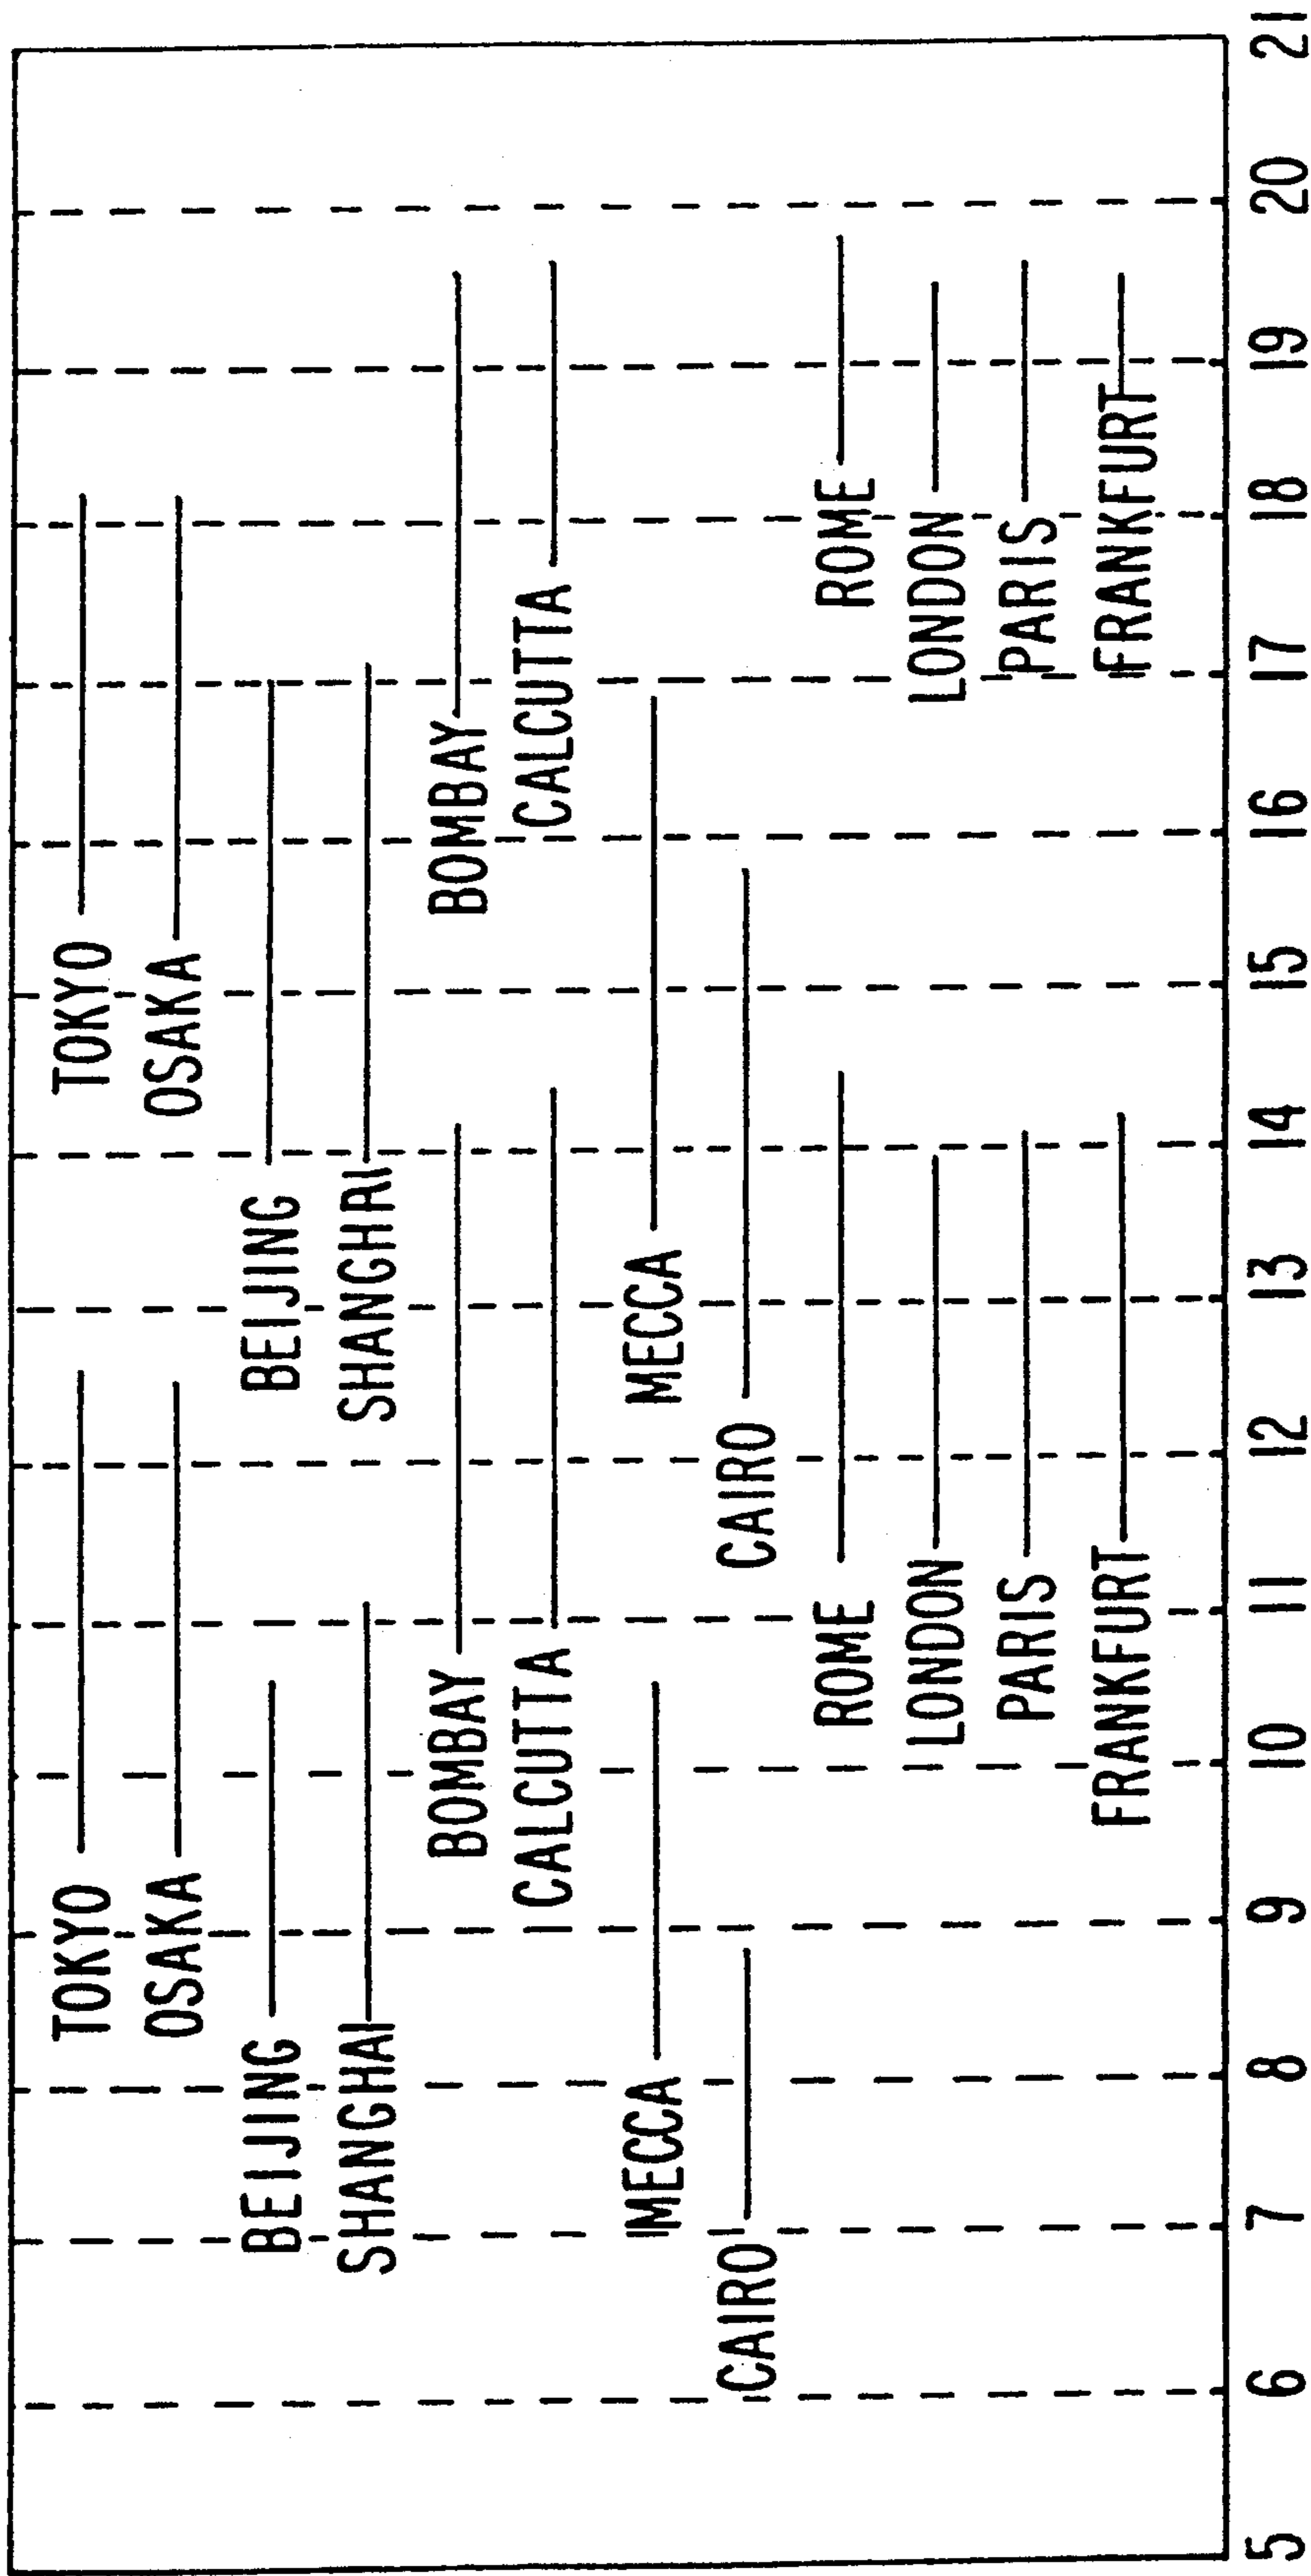 TOKYO TOKYO
OSAKA OSAKA
BEIJING BEIJING
SHANGHAI SHANGHRI
BOMBAY BOMBAY
CALCUTTA CALCUTTA
MECCA MECCA
CAIRO CAIRO
ROME ROME
LONDON LONDON
PARIS PARIS
FRANKFURT FRANKFURT
5 6 7 8 9 10 11 12 13 14 15 16 17 18 19 20 21